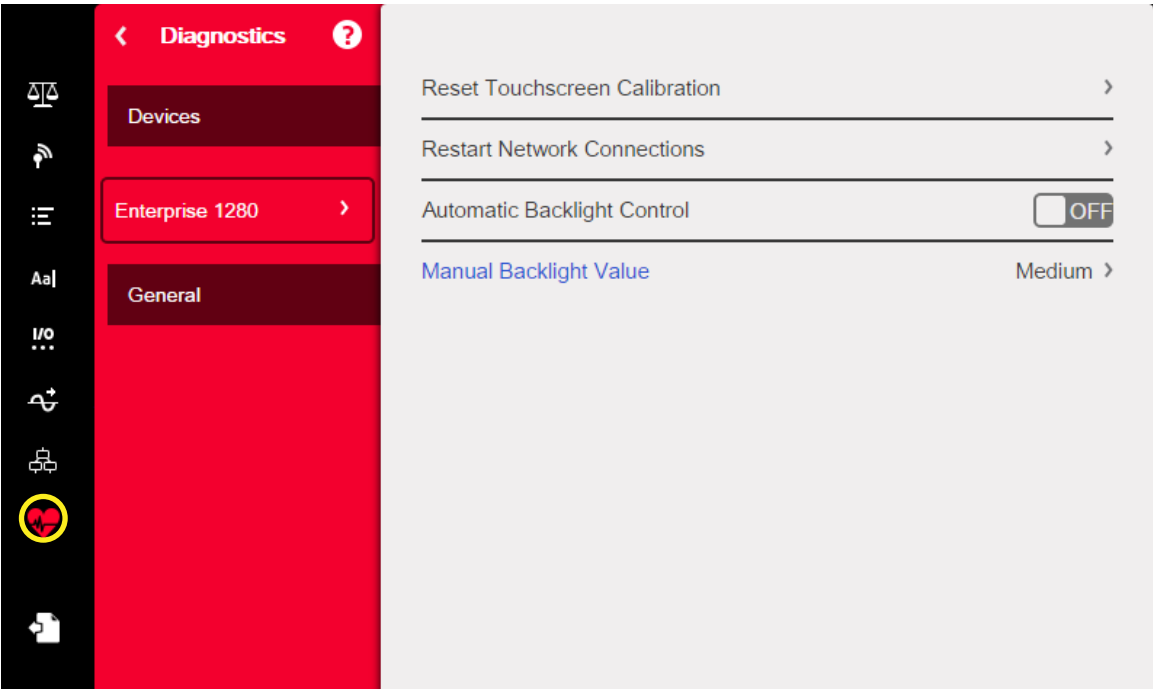 Diagnostics ?
Devices
Enterprise 1280
General
Aa
I/O
Reset Touchscreen Calibration
Restart Network Connections
Automatic Backlight Control OFF
Manual Backlight Value Medium